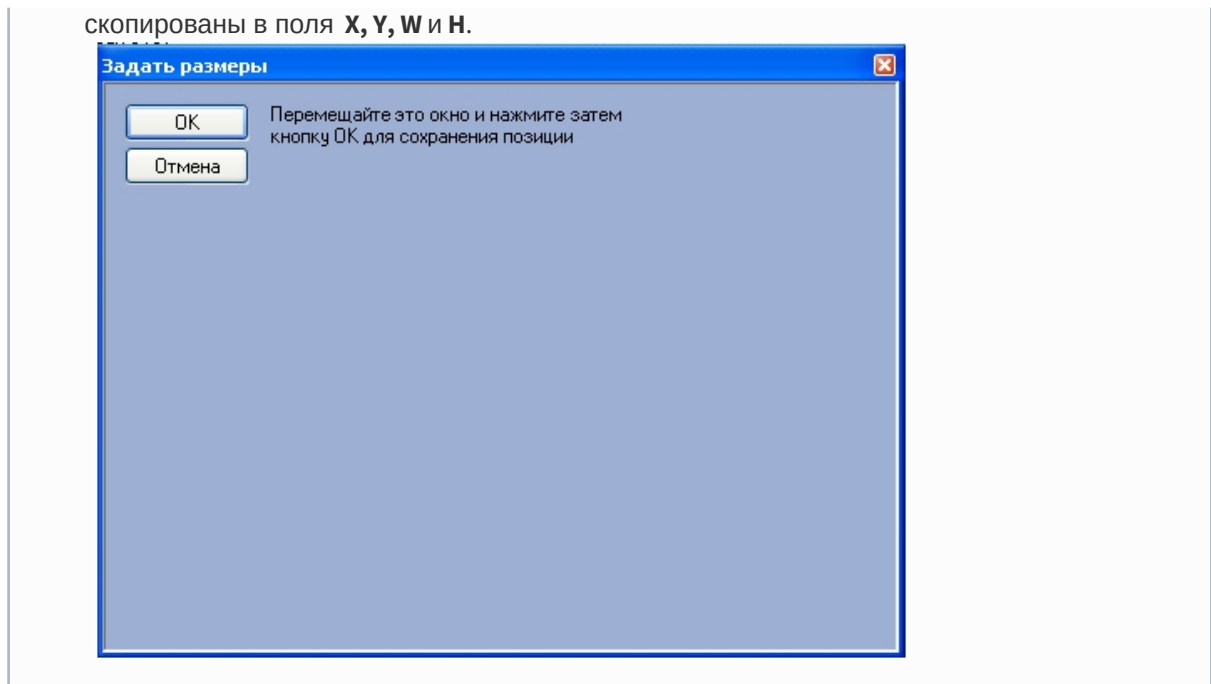 скопированы в поля X, Y, W и H.
Задать размеры
OK
Перемещайте это окно и нажмите затем
кнопку OK для сохранения позиции
Отмена